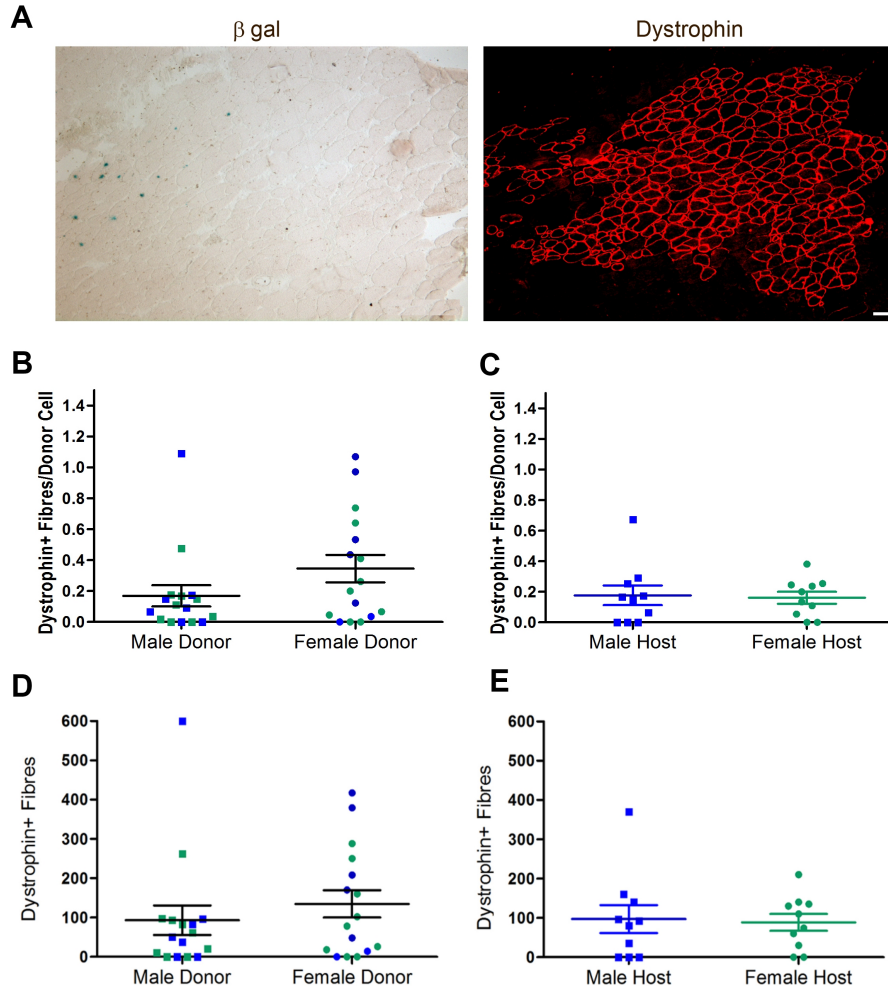 A
β gal
Dystrophin
B
Dystrophin+ Fibres/Donor Cell
1.4
1.2
1.0
0.8
0.6
0.4
0.2
0.0
Male Donor
Female Donor
C
Dystrophin+ Fibres/Donor Cell
1.4
1.2
1.0
0.8
0.6
0.4
0.2
0.0
Male Host
Female Host
D
Dystrophin+ Fibres
600
500
400
300
200
100
0
Male Donor
Female Donor
E
Dystrophin+ Fibres
600
500
400
300
200
100
0
Male Host
Female Host